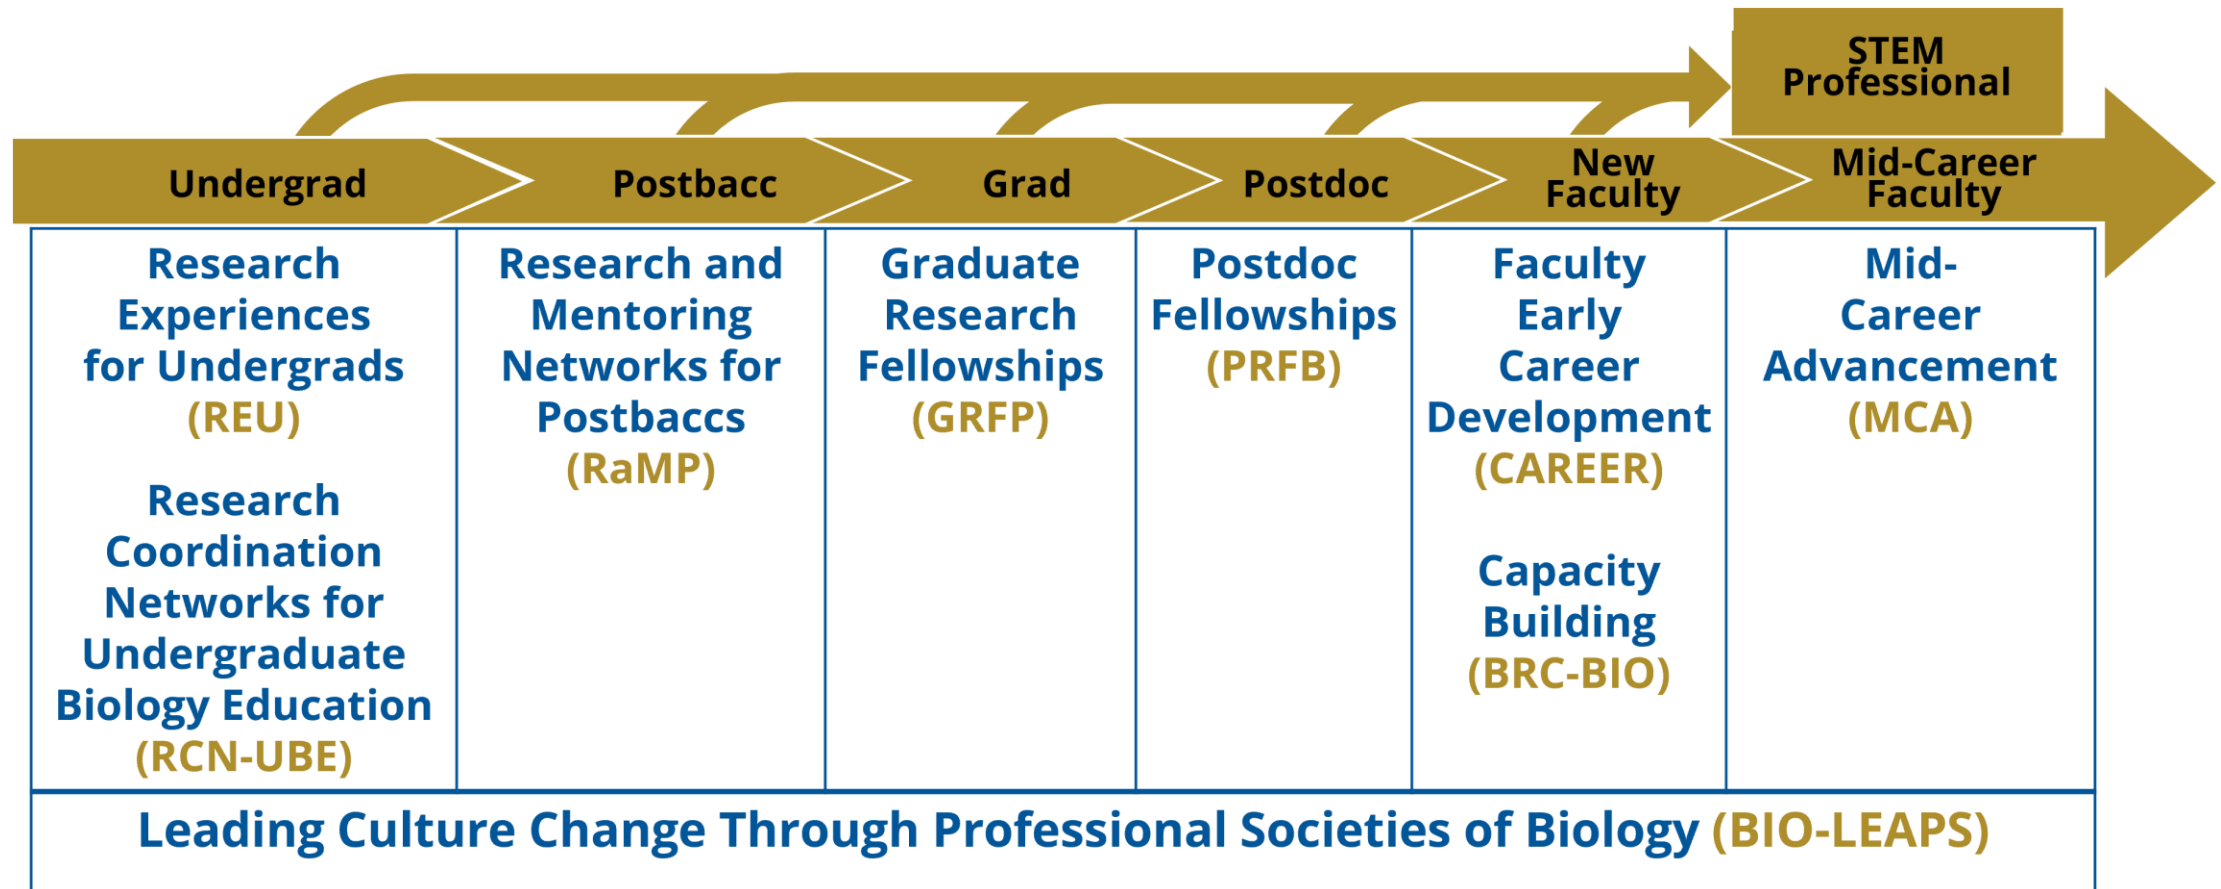 STEM
Professional
Undergrad
Postbacc
Grad
Postdoc
New
Faculty
Mid-Career
Faculty
Research
Experiences
for Undergrads
(REU)
Research
Coordination
Networks for
Undergraduate
Biology Education
(RCN-UBE)
Research and
Mentoring
Networks for
Postbaccs
(RaMP)
Graduate
Research
Fellowships
(GRFP)
Postdoc
Fellowships
(PRFB)
Faculty
Early
Career
Development
(CAREER)
Capacity
Building
(BRC-BIO)
Mid-
Career
Advancement
(MCA)
Leading Culture Change Through Professional Societies of Biology (BIO-LEAPS)